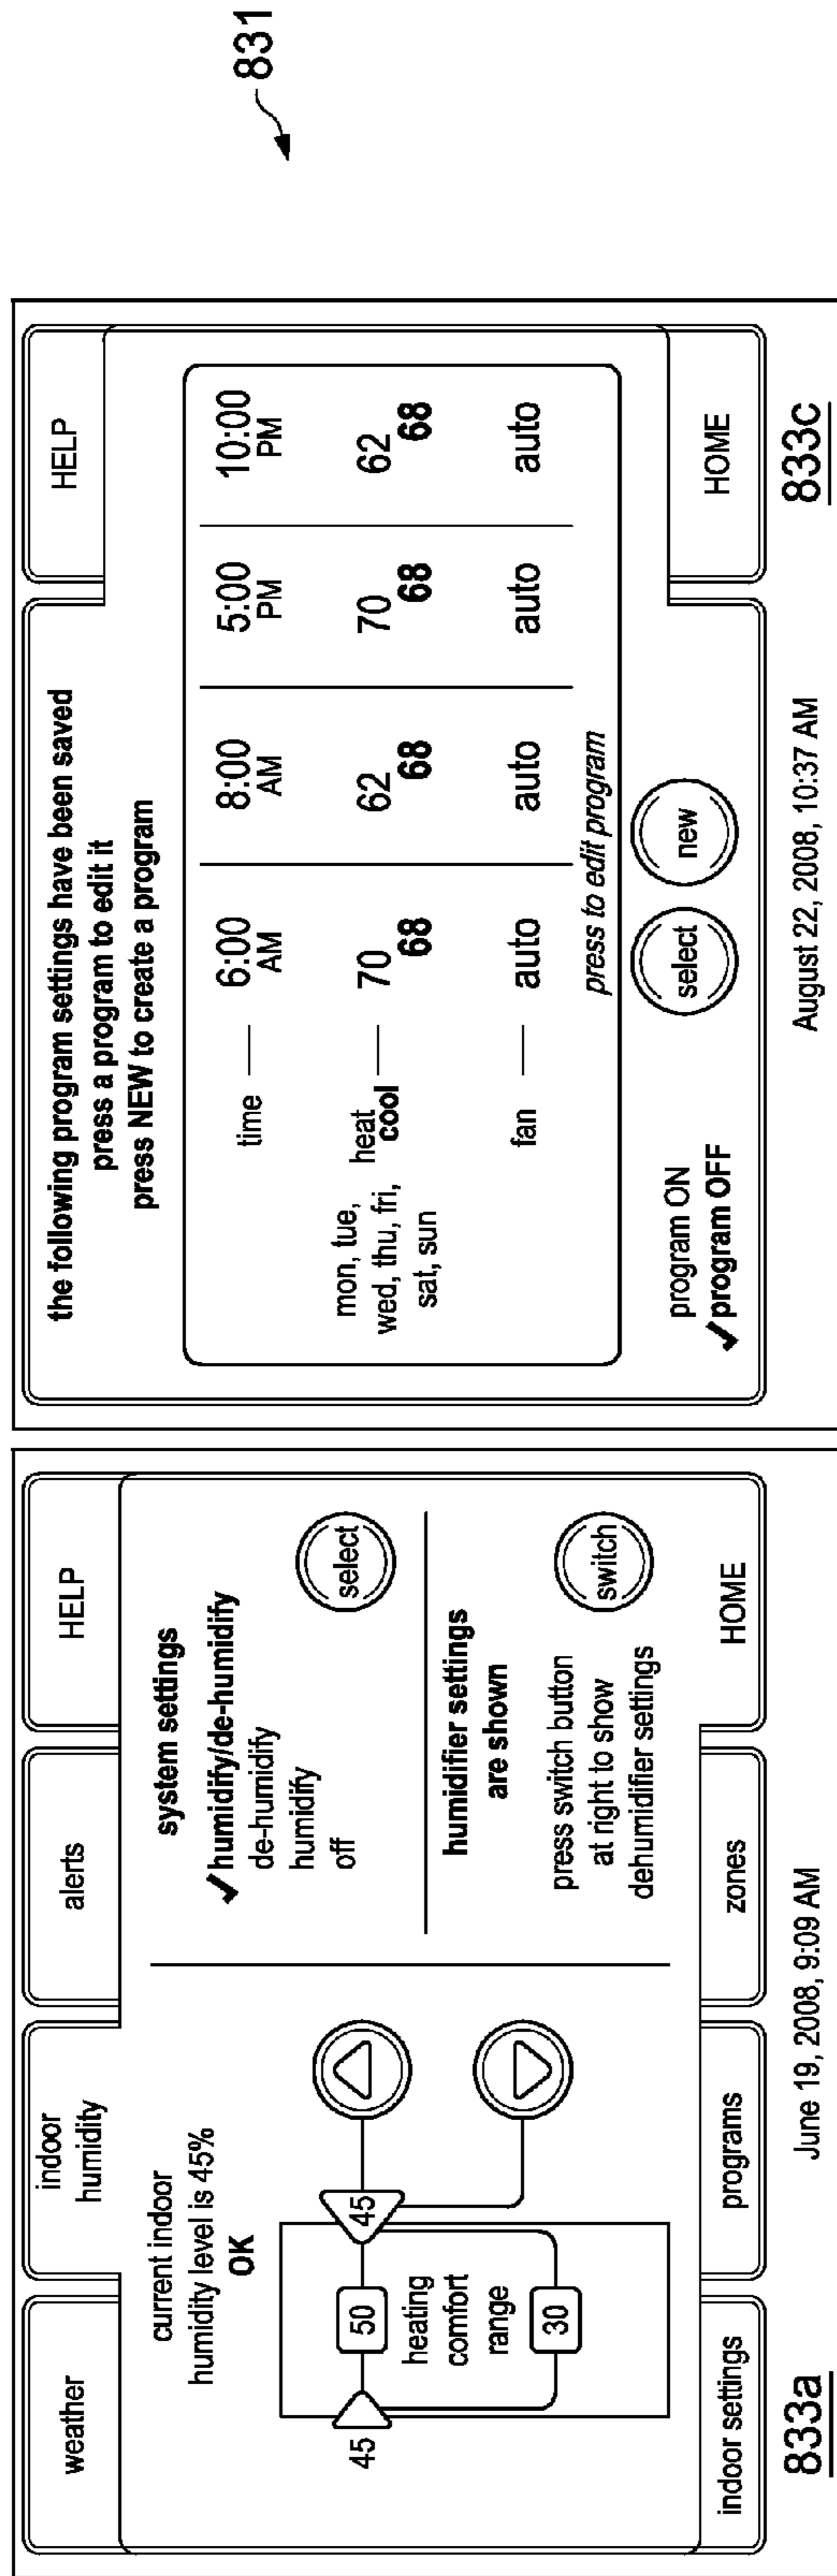 831
weather
indoor
humidity
alerts
HELP
current indoor
humidity level is 45%
OK
45
50
45
heating
comfort
range
30
system settings
✓humidify/de-humidify
de-humidify
humidify
off
select
humidifier settings
are shown
press switch button
at right to show
dehumidifier settings
switch
indoor settings
programs
zones
HOME
833a
June 19, 2008, 9:09 AM
the following program settings have been saved
press a program to edit it
press NEW to create a program
HELP
time 6:00 AM 8:00 AM 5:00 PM 10:00 PM
mon, tue,
wed, thu, fri,
sat, sun
heat 70 62 70 62
cool 68 68 68 68
fan auto auto auto auto
press to edit program
program ON
✓program OFF
select
new
HOME
August 22, 2008, 10:37 AM
833c